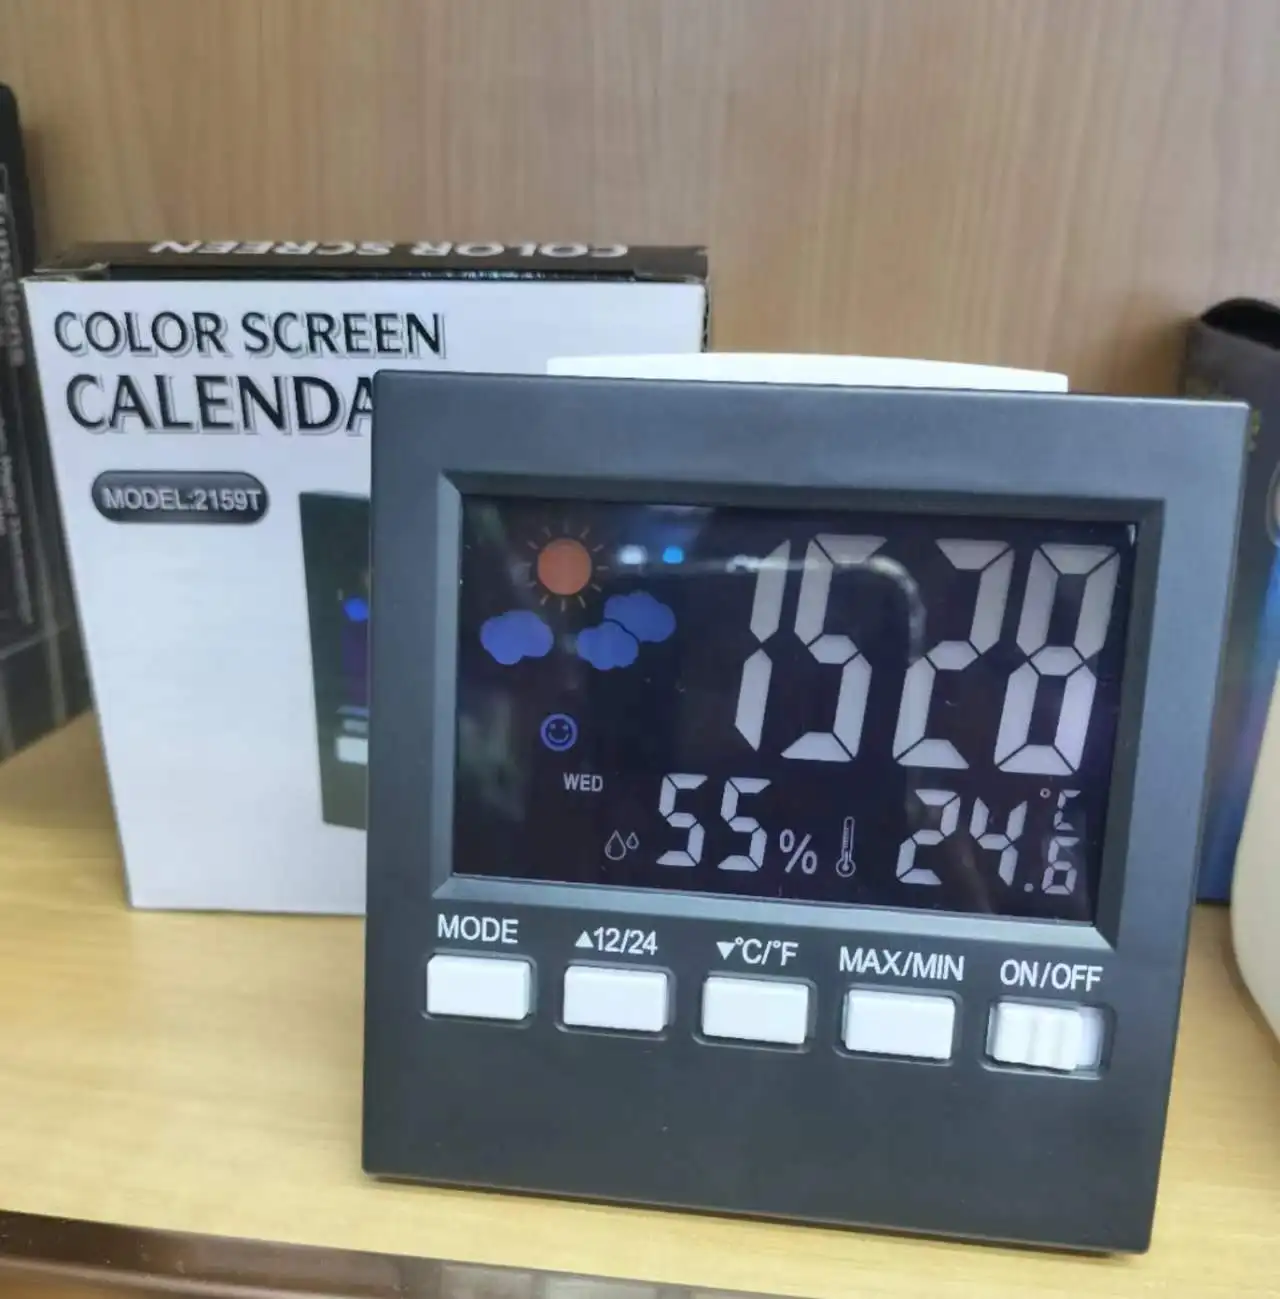 COLOR SCREEN
COLOR SCREEN
CALENDA
MODEL:2159T
15 28
WED
55 %
24.6 °C
MODE
▲12/24
▼°C/°F
MAX/MIN
ON/OFF